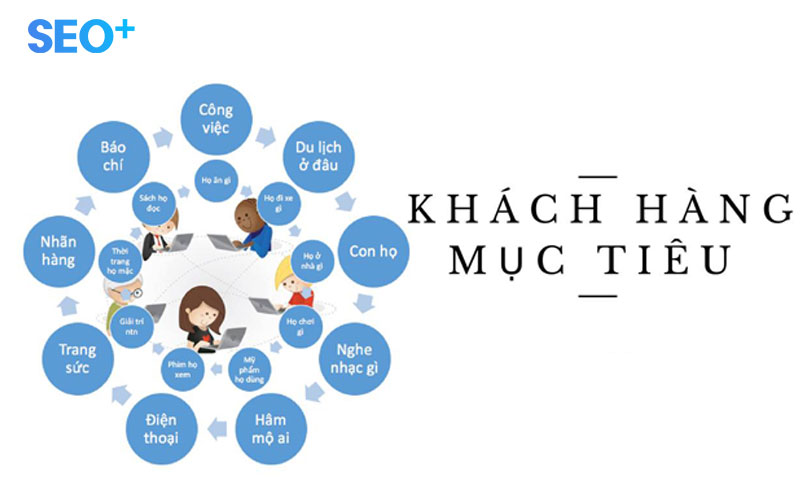 SEO+
Công
việc
Du lịch
ở đâu
Con họ
Nghe
nhạc gì
Hâm
mộ ai
Điện
thoại
Trang
sức
Nhãn
hàng
Báo
chí
Họ ăn gì
Họ đi xe
gì
Họ ở
nhà gì
Họ chơi
gì
Mỹ
phẩm
họ dùng
Phim họ
xem
Giải trí
ntn
Thời
trang
họ mặc
Sách họ
đọc
KHÁCH HÀNG
MỤC TIÊU